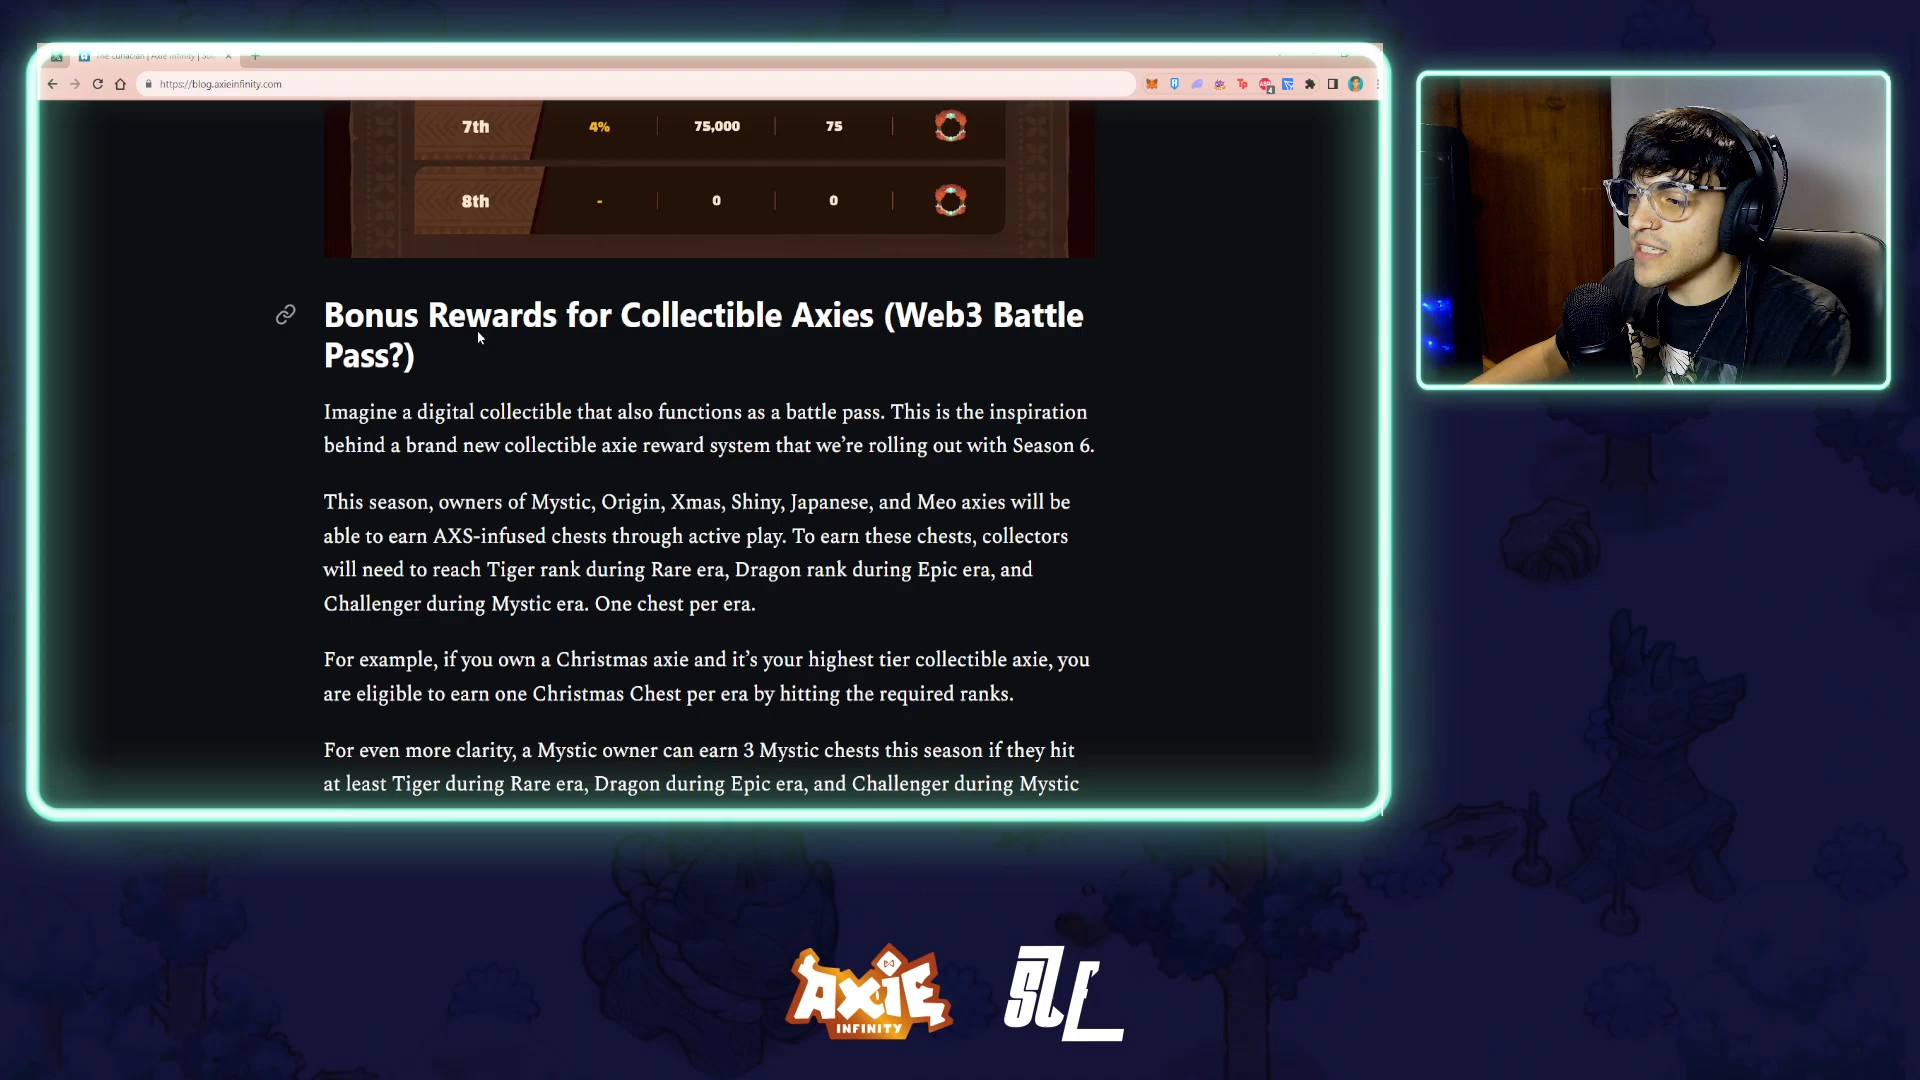 The Lunacian | Axie Infinity | Su
https://blog.axieinfinity.com
7th 4% 75,000 75
8th - 0 0
Bonus Rewards for Collectible Axies (Web3 Battle
Pass?)
Imagine a digital collectible that also functions as a battle pass. This is the inspiration
behind a brand new collectible axie reward system that we’re rolling out with Season 6.
This season, owners of Mystic, Origin, Xmas, Shiny, Japanese, and Meo axies will be
able to earn AXS-infused chests through active play. To earn these chests, collectors
will need to reach Tiger rank during Rare era, Dragon rank during Epic era, and
Challenger during Mystic era. One chest per era.
For example, if you own a Christmas axie and it’s your highest tier collectible axie, you
are eligible to earn one Christmas Chest per era by hitting the required ranks.
For even more clarity, a Mystic owner can earn 3 Mystic chests this season if they hit
at least Tiger during Rare era, Dragon during Epic era, and Challenger during Mystic
AXIE
INFINITY